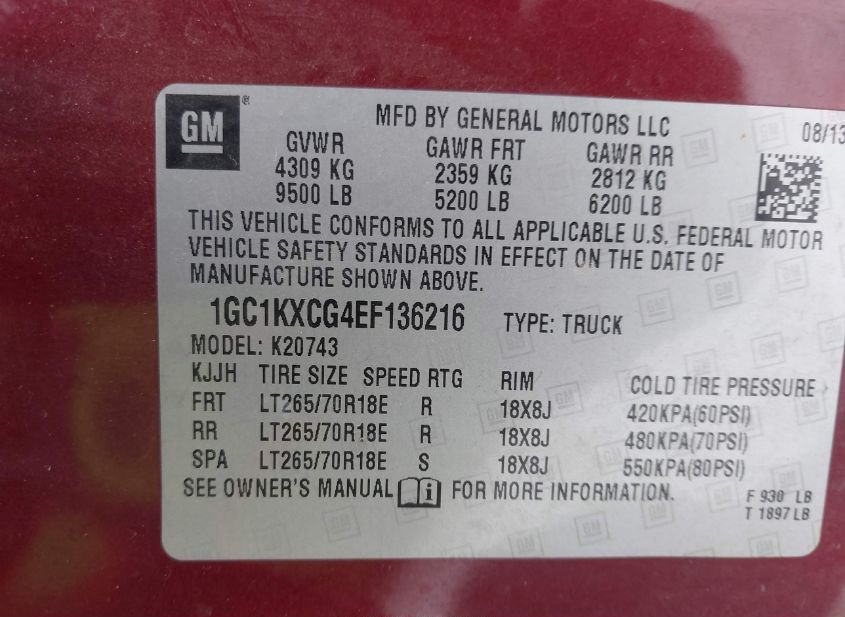 GM®
MFD BY GENERAL MOTORS LLC 08/13
GVWR GAWR FRT GAWR RR
4309 KG 2359 KG 2812 KG
9500 LB 5200 LB 6200 LB
THIS VEHICLE CONFORMS TO ALL APPLICABLE U.S. FEDERAL MOTOR
VEHICLE SAFETY STANDARDS IN EFFECT ON THE DATE OF
MANUFACTURE SHOWN ABOVE.
1GC1KXCG4EF136216 TYPE: TRUCK
MODEL: K20743
KJJH TIRE SIZE SPEED RTG RIM COLD TIRE PRESSURE
FRT LT265/70R18E R 18X8J 420KPA(60PSI)
RR LT265/70R18E R 18X8J 480KPA(70PSI)
SPA LT265/70R18E S 18X8J 550KPA(80PSI)
SEE OWNER'S MANUAL i FOR MORE INFORMATION.
F 930 LB
T 1897 LB